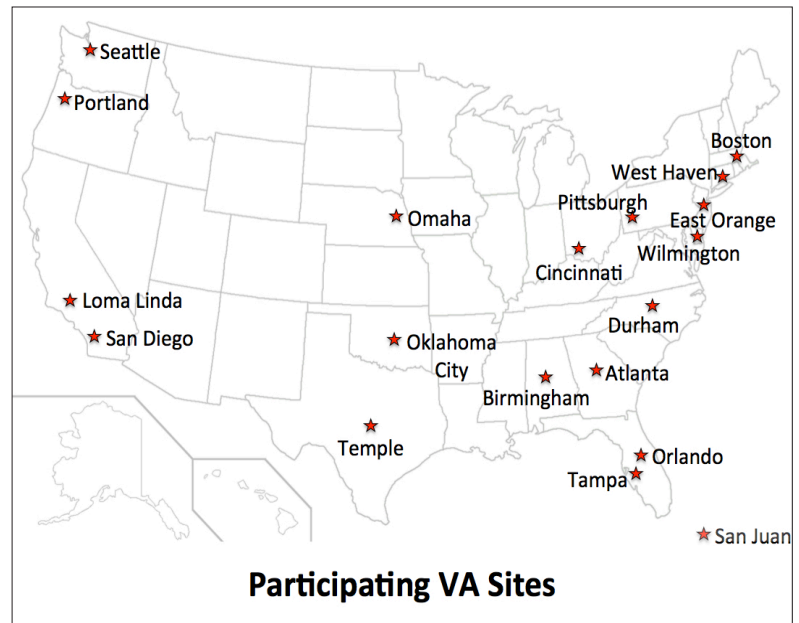 Seattle
Portland
Boston
West Haven
Pittsburgh
East Orange
Omaha
Wilmington
Cincinnati
Loma Linda
Durham
San Diego
Oklahoma
City
Atlanta
Birmingham
Temple
Orlando
Tampa
San Juan
Participating VA Sites